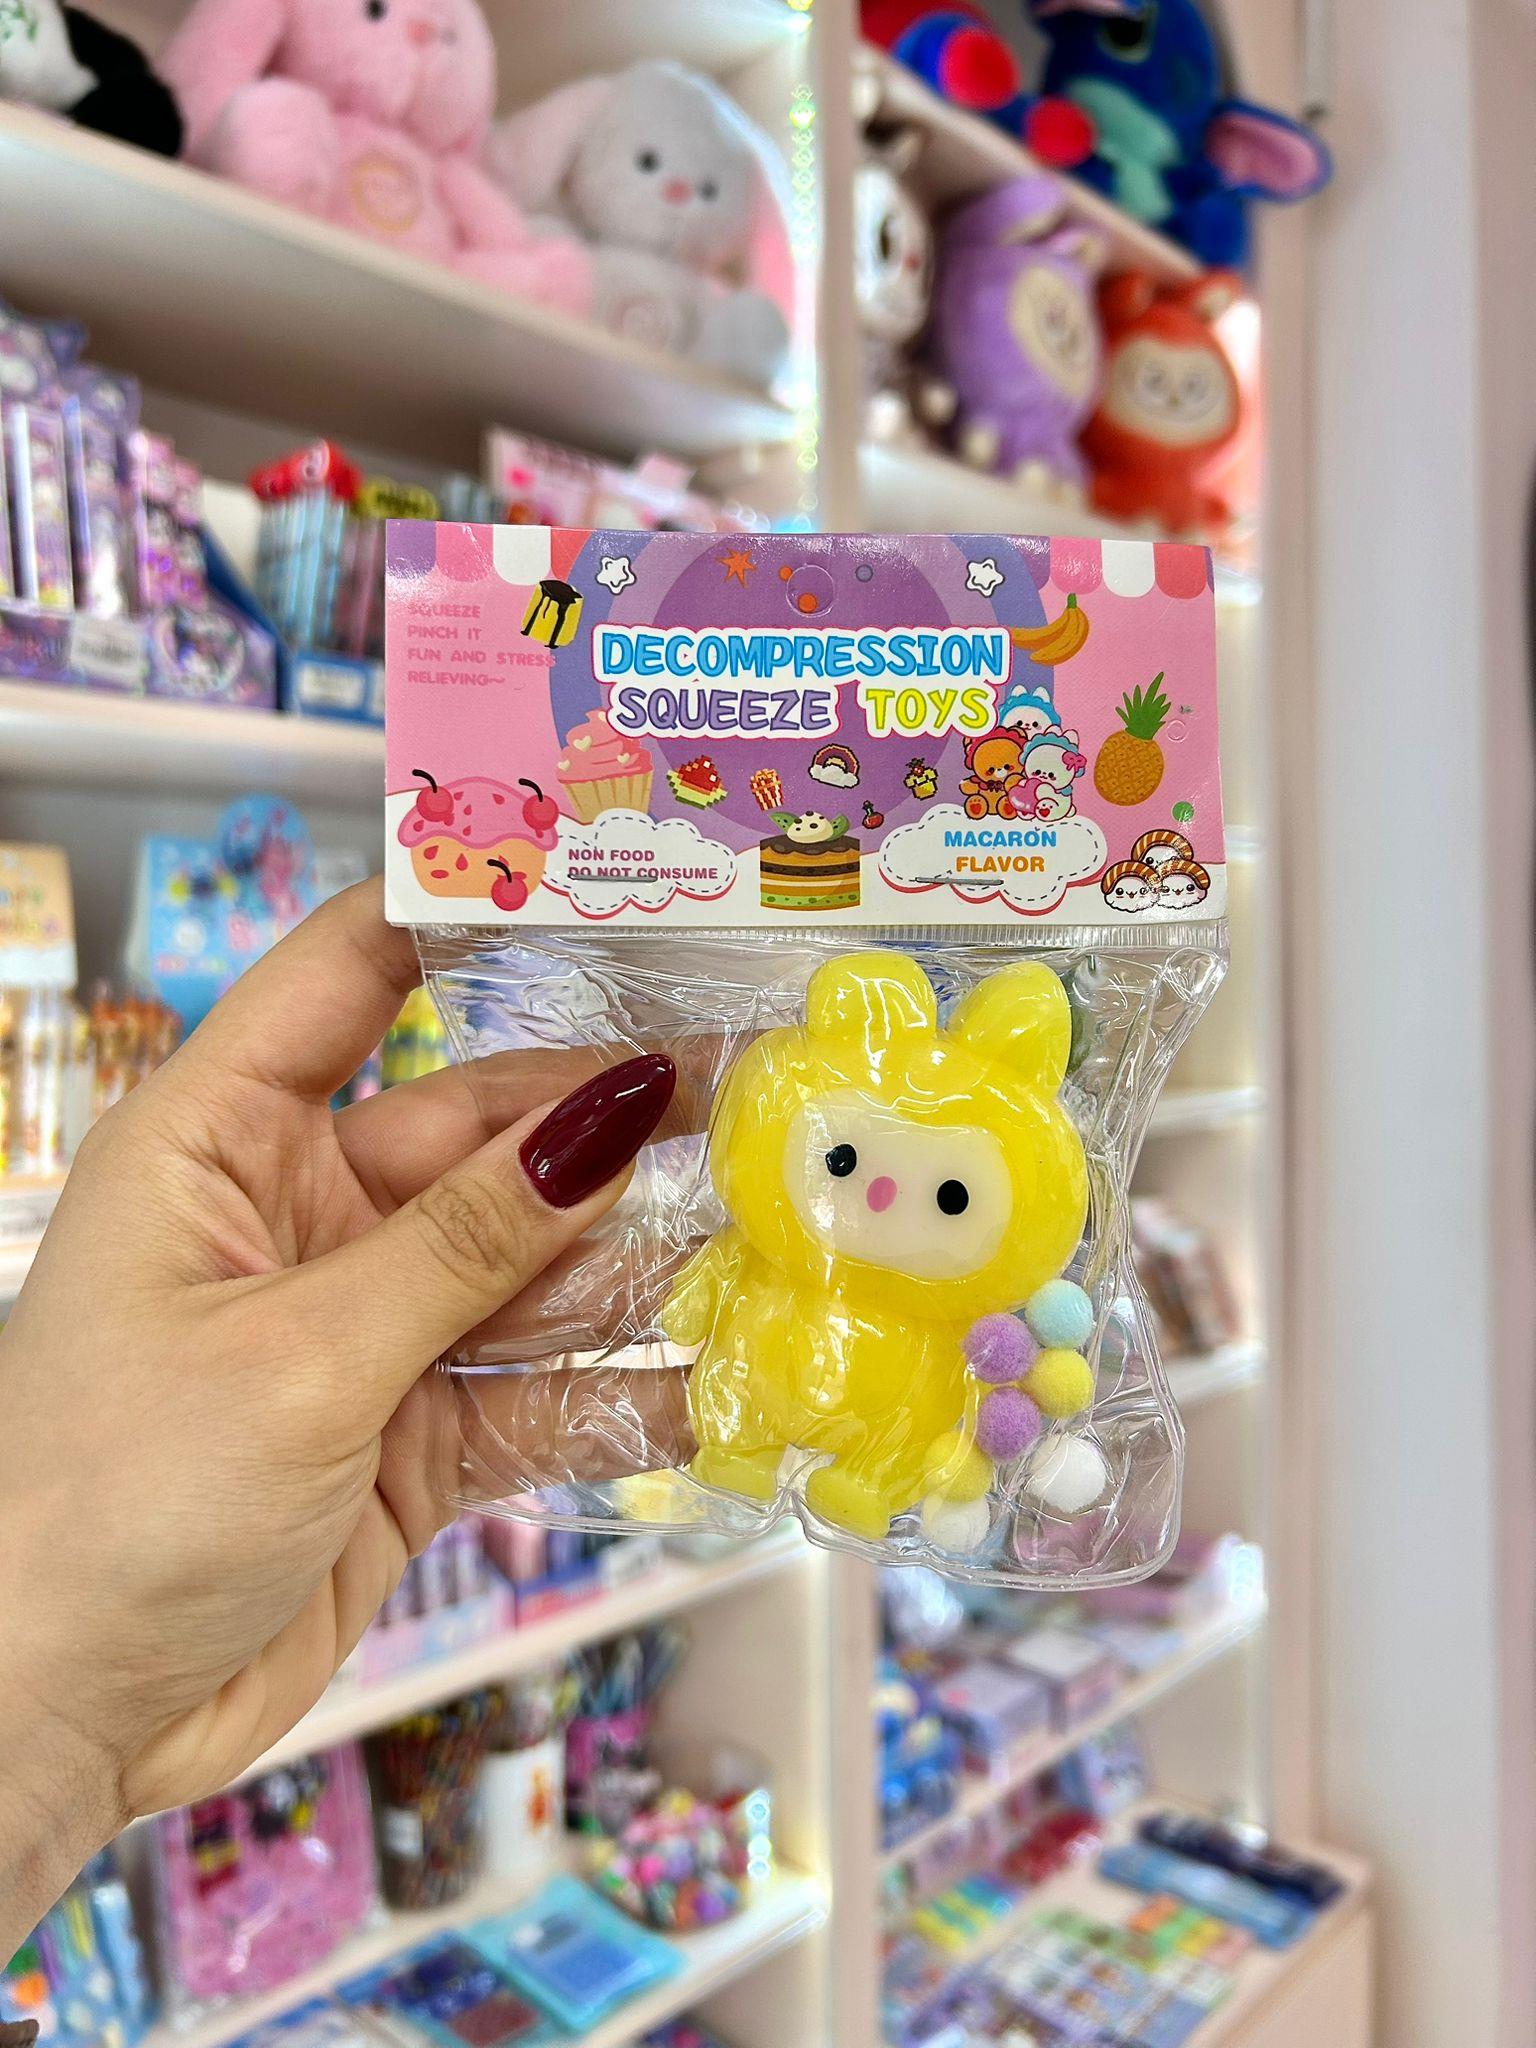 SQUEEZE
PINCH IT
FUN AND STRESS
RELIEVING~
DECOMPRESSION
SQUEEZE TOYS
NON FOOD
DO NOT CONSUME
MACARON
FLAVOR